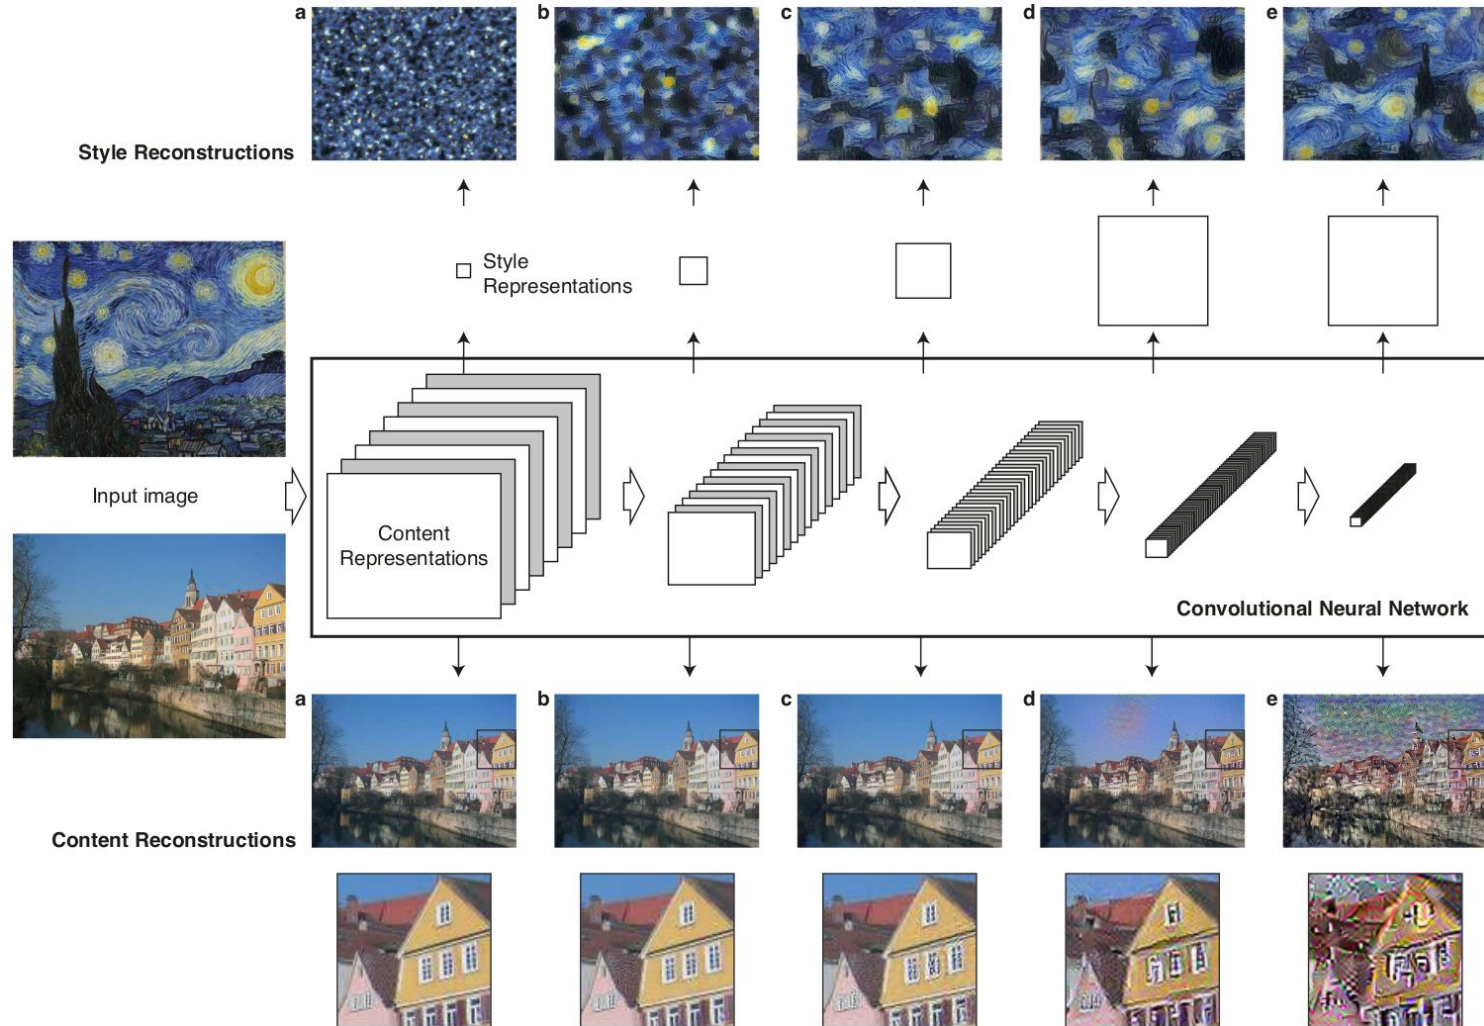 a b c d e
Style Reconstructions
Style
Representations
Input image
Content
Representations
Convolutional Neural Network
a b c d e
Content Reconstructions